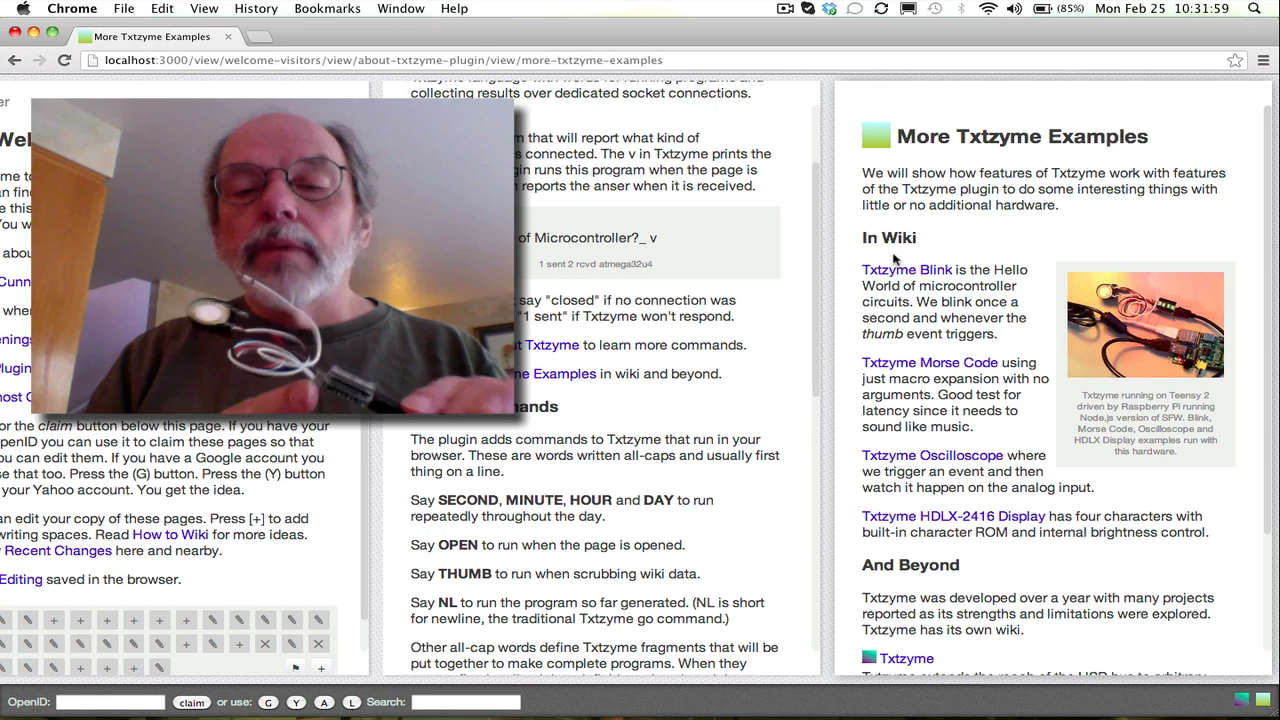 Chrome File Edit View History Bookmarks Window Help (85%) Mon Feb 25 10:31:59
More Txtzyme Examples
localhost:3000/view/welcome-visitors/view/about-txtzyme-plugin/view/more-txtzyme-examples
er
Wel
me to
an find
e this
You w
abou
Cunn
wher
enings
Plugin
ost C
or the claim button below this page. If you have your
OpenID you can use it to claim these pages so that
u can edit them. If you have a Google account you
se that too. Press the (G) button. Press the (Y) button
your Yahoo account. You get the idea.
an edit your copy of these pages. Press [+] to add
writing spaces. Read How to Wiki for more ideas.
Recent Changes here and nearby.
Editing saved in the browser.
collecting results over dedicated socket connections.
m that will report what kind of
s connected. The v in Txtzyme prints the
gin runs this program when the page is
n reports the anser when it is received.
of Microcontroller?_ v
1 sent 2 rcvd atmega32u4
say "closed" if no connection was
"1 sent" if Txtzyme won't respond.
ut Txtzyme to learn more commands.
me Examples in wiki and beyond.
ands
The plugin adds commands to Txtzyme that run in your
browser. These are words written all-caps and usually first
thing on a line.
Say SECOND, MINUTE, HOUR and DAY to run
repeatedly throughout the day.
Say OPEN to run when the page is opened.
Say THUMB to run when scrubbing wiki data.
Say NL to run the program so far generated. (NL is short
for newline, the traditional Txtzyme go command.)
Other all-cap words define Txtzyme fragments that will be
put together to make complete programs. When they
More Txtzyme Examples
We will show how features of Txtzyme work with features
of the Txtzyme plugin to do some interesting things with
little or no additional hardware.
In Wiki
Txtzyme Blink is the Hello
World of microcontroller
circuits. We blink once a
second and whenever the
thumb event triggers.
Txtzyme Morse Code using
just macro expansion with no
arguments. Good test for
latency since it needs to
sound like music.
Txtzyme running on Teensy 2
driven by Raspberry Pi running
Node.js version of SFW. Blink,
Morse Code, Oscilloscope and
HDLX Display examples run with
this hardware.
Txtzyme Oscilloscope where
we trigger an event and then
watch it happen on the analog input.
Txtzyme HDLX-2416 Display has four characters with
built-in character ROM and internal brightness control.
And Beyond
Txtzyme was developed over a year with many projects
reported as its strengths and limitations were explored.
Txtzyme has its own wiki.
Txtzyme
OpenID: claim or use: G Y A L Search: